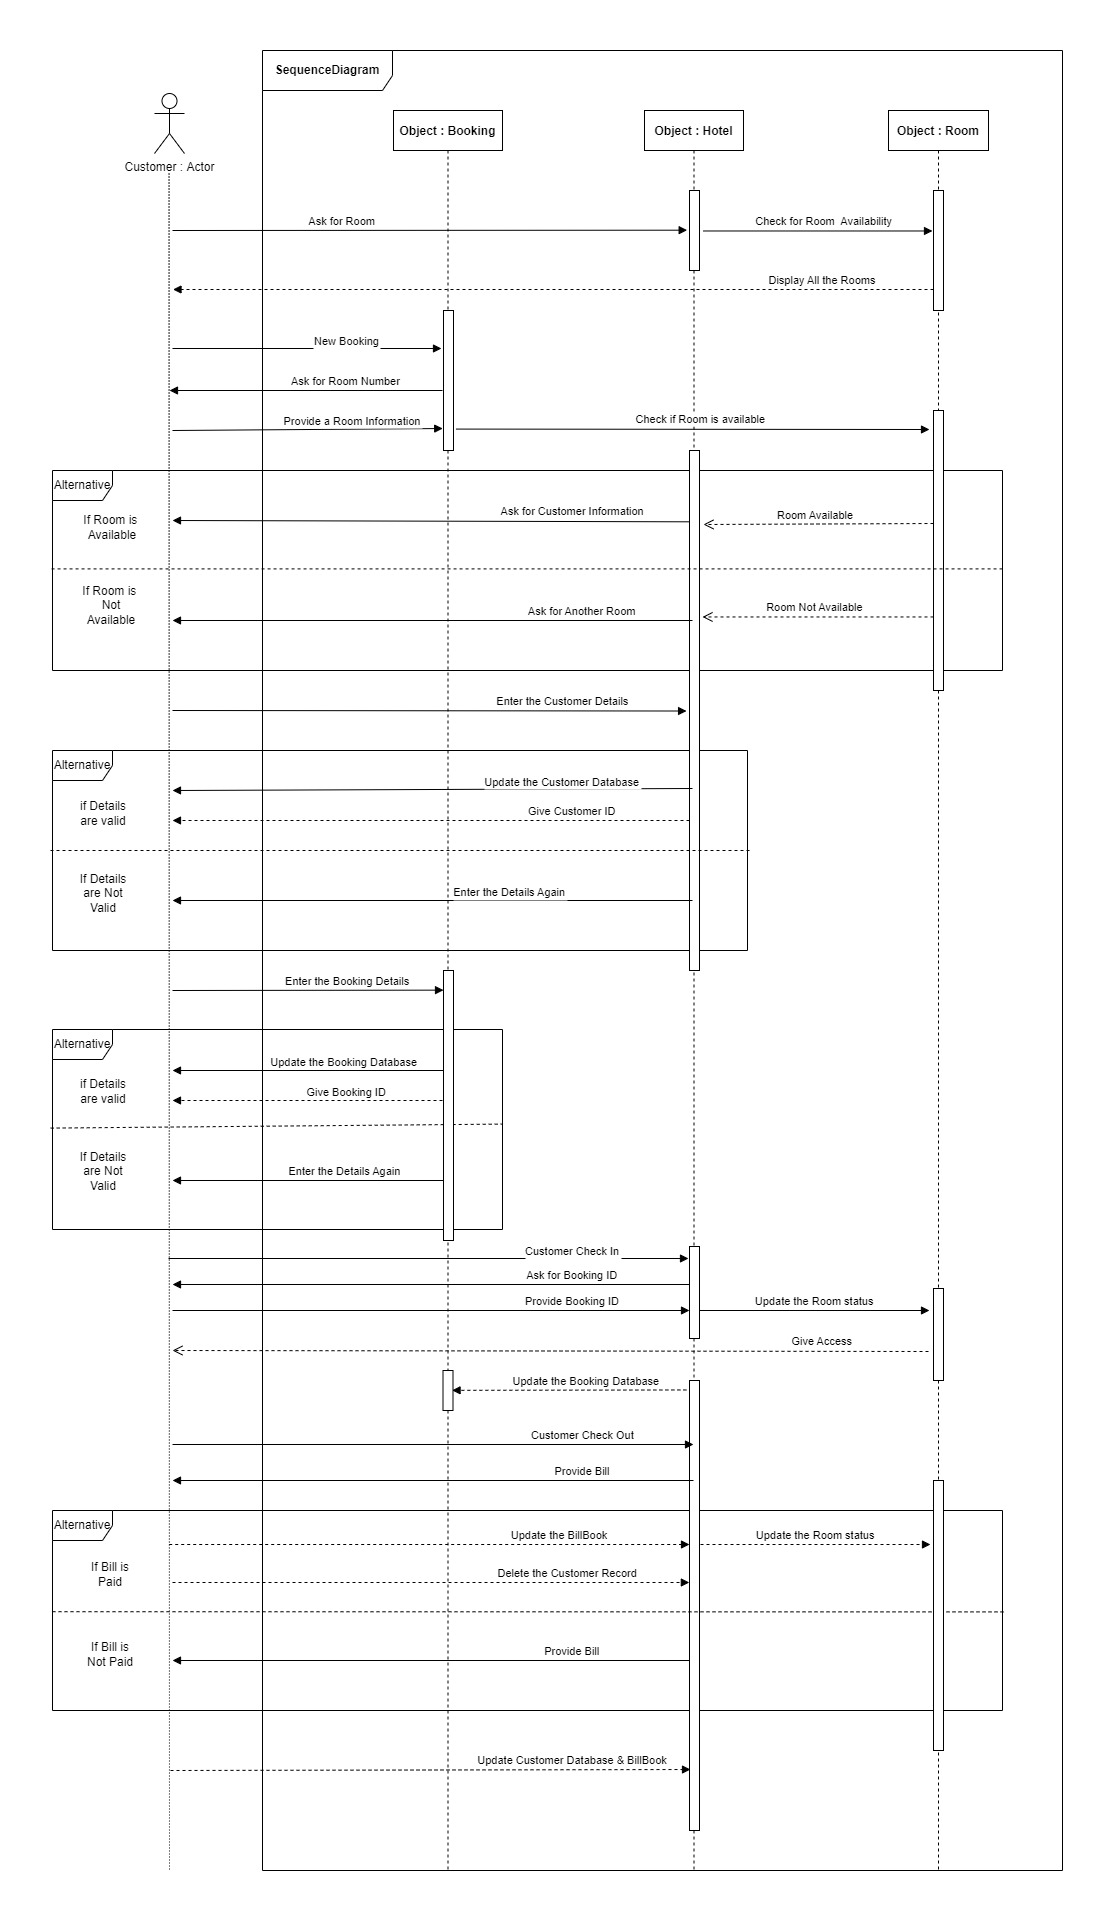 SequenceDiagram
Customer : Actor
Object : Booking
Object : Hotel
Object : Room
Ask for Room
Check for Room  Availability
Display All the Rooms
New Booking
Ask for Room Number
Provide a Room Information
Check if Room is available
Alternative
If Room is
Available
Ask for Customer Information
Room Available
If Room is
Not
Available
Ask for Another Room
Room Not Available
Enter the Customer Details
Alternative
if Details
are valid
Update the Customer Database
Give Customer ID
If Details
are Not
Valid
Enter the Details Again
Enter the Booking Details
Alternative
if Details
are valid
Update the Booking Database
Give Booking ID
If Details
are Not
Valid
Enter the Details Again
Customer Check In
Ask for Booking ID
Provide Booking ID
Update the Room status
Give Access
Update the Booking Database
Customer Check Out
Provide Bill
Alternative
If Bill is
Paid
Update the BillBook
Update the Room status
Delete the Customer Record
If Bill is
Not Paid
Provide Bill
Update Customer Database & BillBook